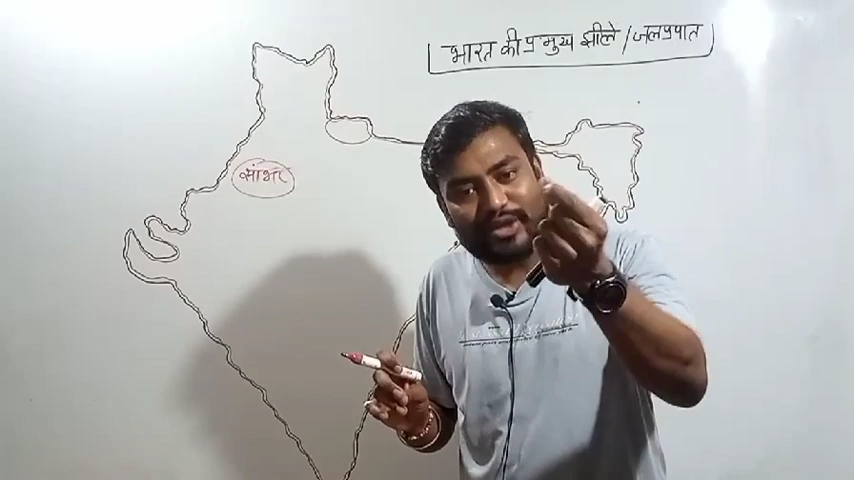 भारत की प्रमुख झीले / जलप्रपात
सांभर